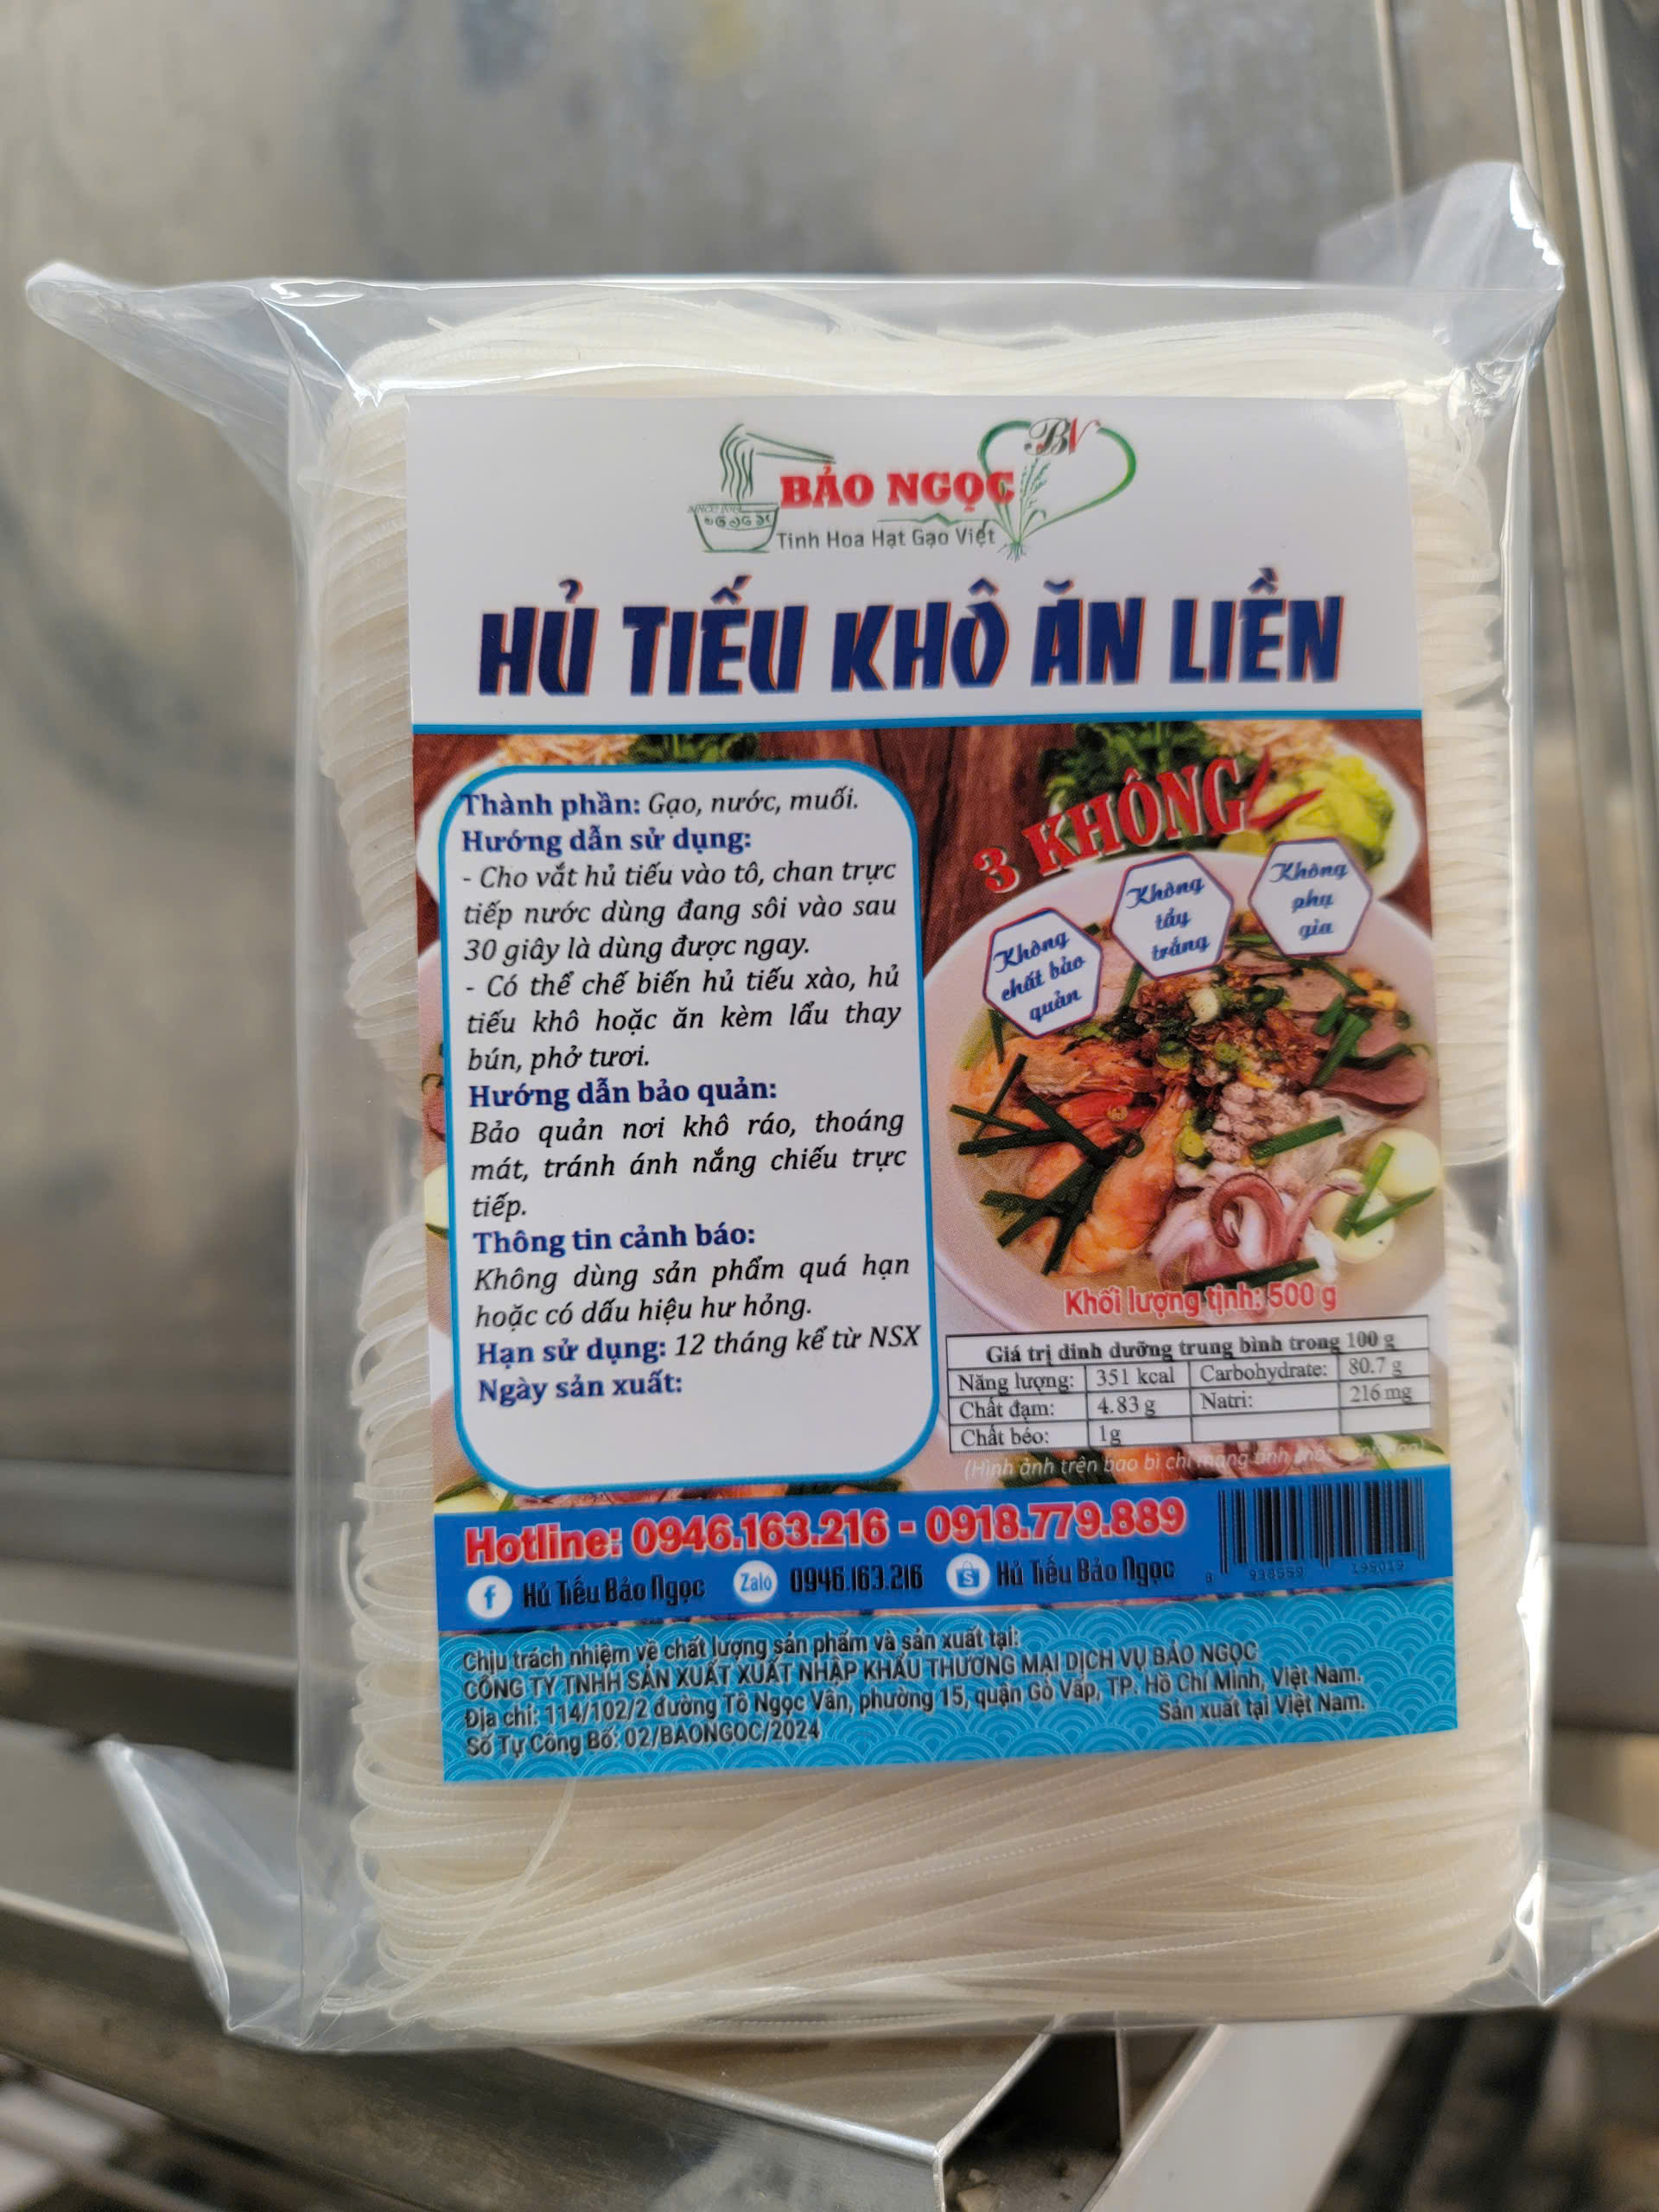 BN
BẢO NGỌC
Tinh Hoa Hạt Gạo Việt
HỦ TIẾU KHÔ ĂN LIỀN
Thành phần: Gạo, nước, muối.
Hướng dẫn sử dụng:
- Cho vắt hủ tiếu vào tô, chan trực
tiếp nước dùng đang sôi vào sau
30 giây là dùng được ngay.
- Có thể chế biến hủ tiếu xào, hủ
tiếu khô hoặc ăn kèm lẩu thay
bún, phở tươi.
Hướng dẫn bảo quản:
Bảo quản nơi khô ráo, thoáng
mát, tránh ánh nắng chiếu trực
tiếp.
Thông tin cảnh báo:
Không dùng sản phẩm quá hạn
hoặc có dấu hiệu hư hỏng.
Hạn sử dụng: 12 tháng kể từ NSX
Ngày sản xuất:
3 KHÔNG
Không
chất bảo
quản
Không
tẩy
trắng
Không
phụ
gia
Khối lượng tịnh: 500 g
Giá trị dinh dưỡng trung bình trong 100 g
Năng lượng: 351 kcal Carbohydrate: 80.7 g
Chất đạm: 4.83 g Natri: 216 mg
Chất béo: 1g
(Hình ảnh trên bao bì chỉ mang
Hotline: 0946.163.216 - 0918.779.889
f Hủ Tiếu Bảo Ngọc Zalo 0946.163.216 S Hủ Tiếu Bảo Ngọc
8 938559 195019
Chịu trách nhiệm về chất lượng sản phẩm và sản xuất tại:
CÔNG TY TNHH SẢN XUẤT XUẤT NHẬP KHẨU THƯƠNG MẠI DỊCH VỤ BẢO NGỌC
Địa chỉ: 114/102/2 đường Tô Ngọc Vân, phường 15, quận Gò Vấp, TP. Hồ Chí Minh, Việt Nam.
Số Tự Công Bố: 02/BAONGOC/2024 Sản xuất tại Việt Nam.